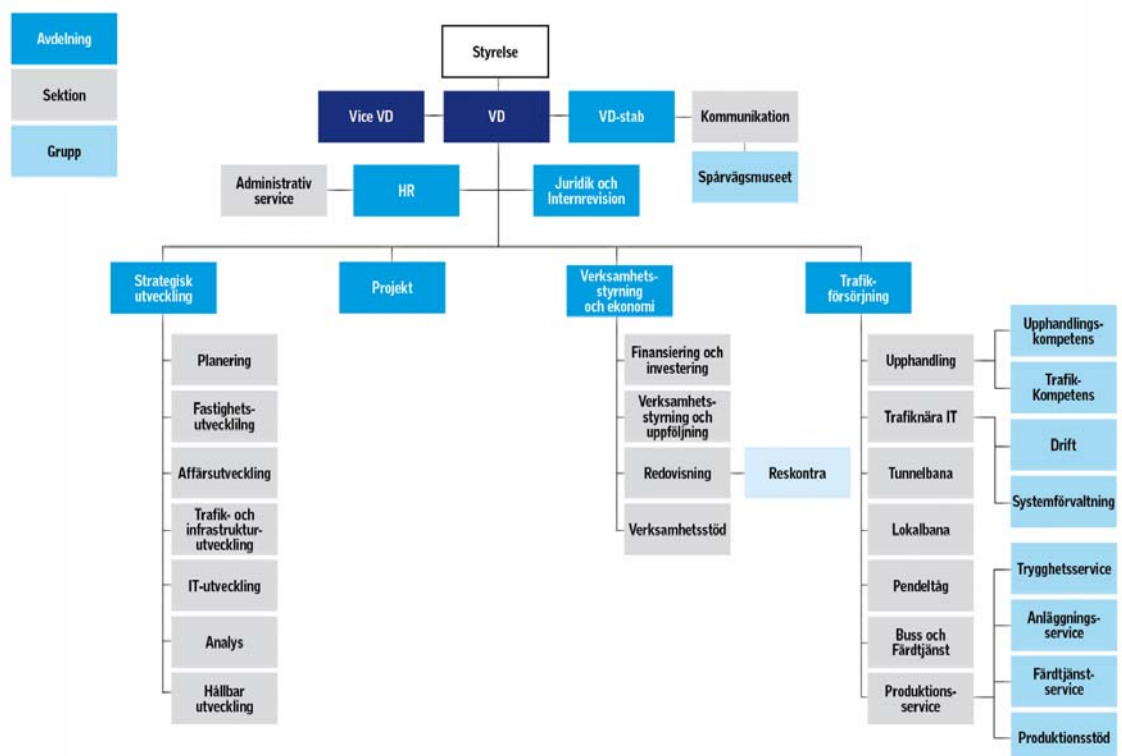 Avdelning
Sektion
Grupp
Styrelse
Vice VD
VD
VD-stab
Kommunikation
Spårvägsmuseet
Administrativ
service
HR
Juridik och
Internrevision
Strategisk
utveckling
Projekt
Verksamhets-
styrning
och ekonomi
Trafik-
försörjning
Planering
Fastighets-
utvecklilng
Affärsutveckling
Trafik- och
infrastruktur-
utveckling
IT-utveckling
Analys
Hållbar
utveckling
Finansiering och
investering
Verksamhets-
styrning och
uppföljning
Redovisning
Reskontra
Verksamhetsstöd
Upphandling
Trafiknära IT
Tunnelbana
Lokalbana
Pendeltåg
Buss och
Färdtjänst
Produktions-
service
Upphandlings-
kompetens
Trafik-
Kompetens
Drift
Systemförvaltning
Trygghetsservice
Anläggnings-
service
Färdtjänst-
service
Produktionsstöd